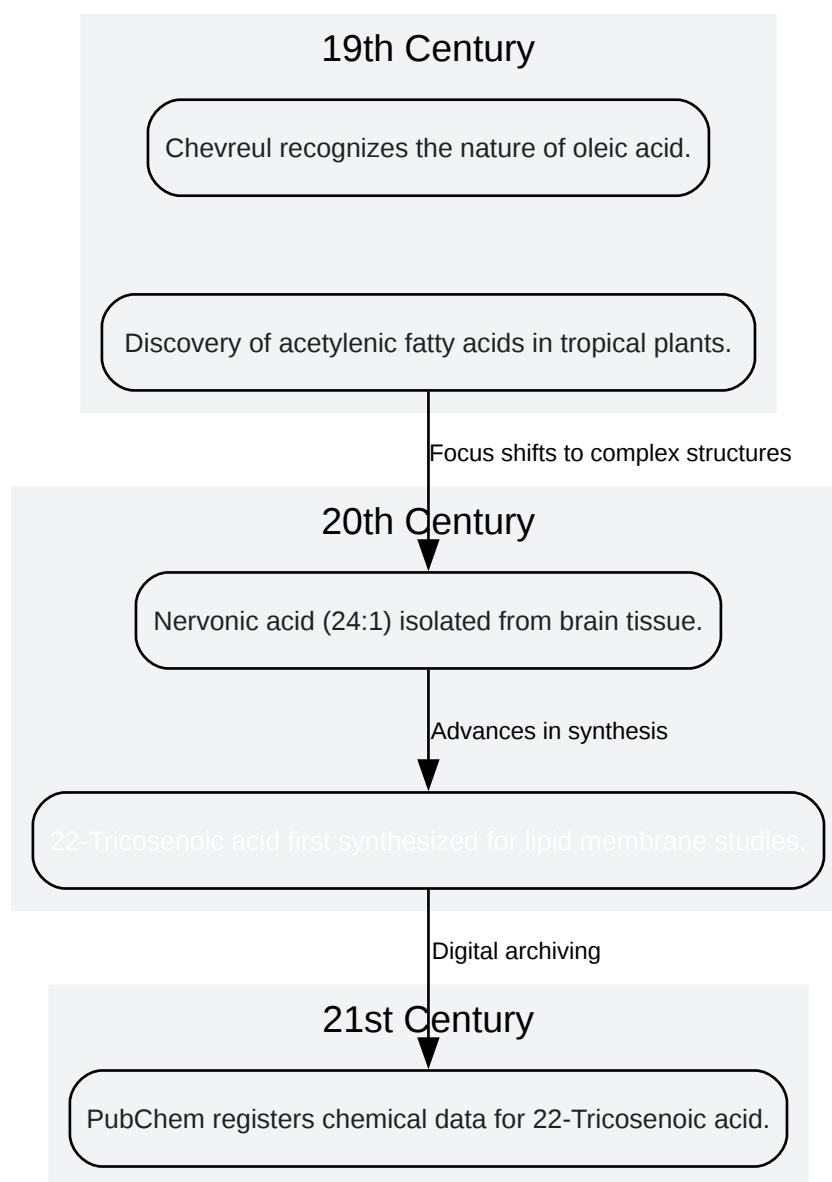 19th Century
Chevreul recognizes the nature of oleic acid.
Discovery of acetylenic fatty acids in tropical plants.
Focus shifts to complex structures
20th Century
Nervonic acid (24:1) isolated from brain tissue.
Advances in synthesis
22-Tricosenoic acid first synthesized for lipid membrane studies.
Digital archiving
21st Century
PubChem registers chemical data for 22-Tricosenoic acid.